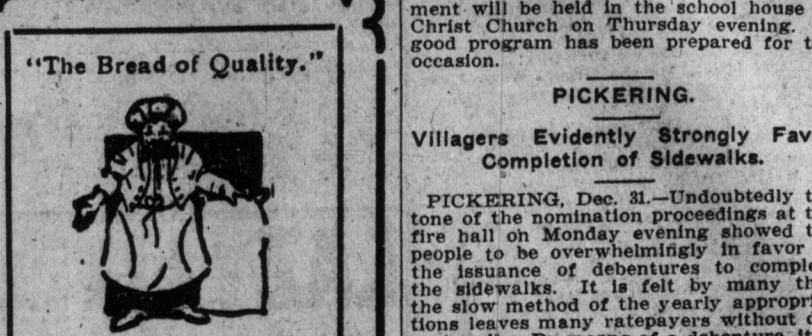 "The Bread of Quality."
ment will be held in the school house
Christ Church on Thursday evening.
good program has been prepared for
occasion.
PICKERING.
Villagers Evidently Strongly
Completion of Sidewalks.
PICKERING, Dec. 31.—Undoubtedly
tone of the nomination proceedings at
fire hall on Monday evening showed
people to be overwhelmingly in favor
the issuance of debentures to
the sidewalks. It is felt by many
the slow method of the yearly
tions leaves many ratepayers without